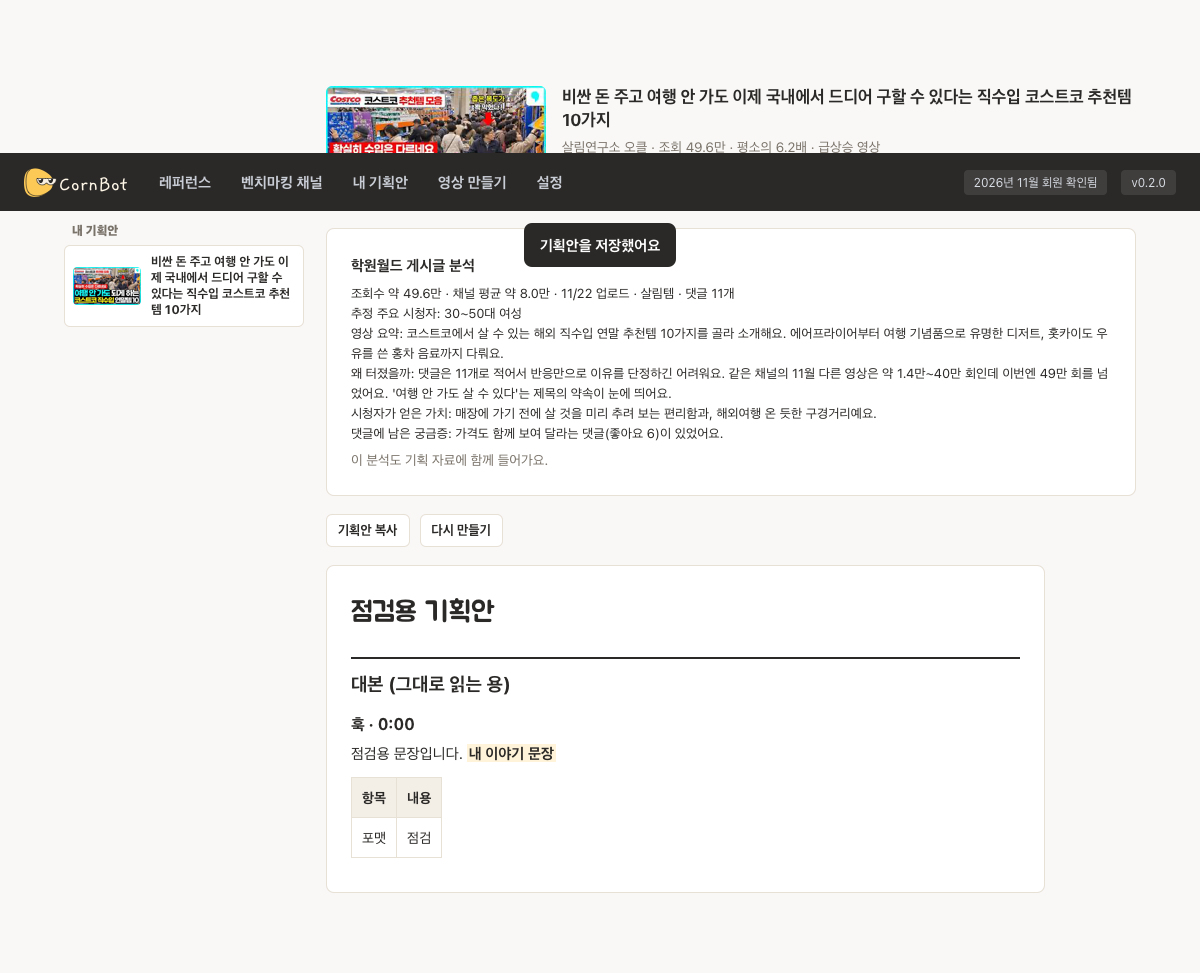 COSTCO 코스트코 추천템 모음
확실히 수입은 다르네요
비싼 돈 주고 여행 안 가도 이제 국내에서 드디어 구할 수 있다는 직수입 코스트코 추천템
10가지
살림연구소 오클 · 조회 49.6만 · 평소의 6.2배 · 급상승 영상
CornBot
레퍼런스
벤치마킹 채널
내 기획안
영상 만들기
설정
2026년 11월 회원 확인됨
v0.2.0
기획안을 저장했어요
내 기획안
비싼 돈 주고 여행 안 가도 이
제 국내에서 드디어 구할 수
있다는 직수입 코스트코 추천
템 10가지
학원월드 게시글 분석
조회수 약 49.6만 · 채널 평균 약 8.0만 · 11/22 업로드 · 살림템 · 댓글 11개
추정 주요 시청자: 30~50대 여성
영상 요약: 코스트코에서 살 수 있는 해외 직수입 연말 추천템 10가지를 골라 소개해요. 에어프라이어부터 여행 기념품으로 유명한 디저트, 홋카이도 우
유를 쓴 홍차 음료까지 다뤄요.
왜 터졌을까: 댓글은 11개로 적어서 반응만으로 이유를 단정하긴 어려워요. 같은 채널의 11월 다른 영상은 약 1.4만~40만 회인데 이번엔 49만 회를 넘
었어요. '여행 안 가도 살 수 있다'는 제목의 약속이 눈에 띄어요.
시청자가 얻은 가치: 매장에 가기 전에 살 것을 미리 추려 보는 편리함과, 해외여행 온 듯한 구경거리예요.
댓글에 남은 궁금증: 가격도 함께 보여 달라는 댓글(좋아요 6)이 있었어요.
이 분석도 기획 자료에 함께 들어가요.
기획안 복사
다시 만들기
점검용 기획안
대본 (그대로 읽는 용)
훅 · 0:00
점검용 문장입니다. 내 이야기 문장
항목 내용
포맷 점검